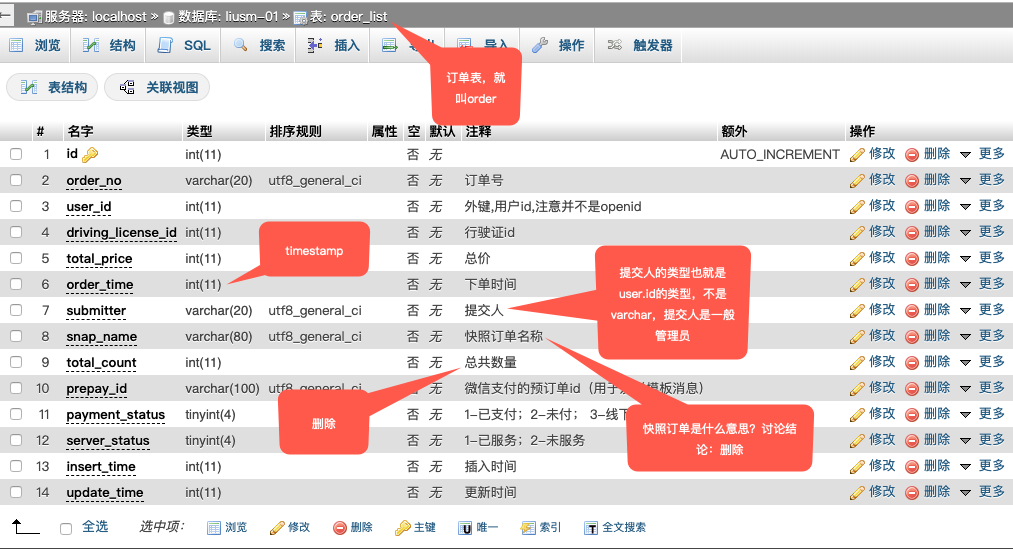 服务器: localhost » 数据库: liusm-01 » 表: order_list
浏览 结构 SQL 搜索 插入 导入 操作 触发器
订单表，就
叫order
表结构 关联视图
# 名字 类型 排序规则 属性 空 默认 注释 额外 操作
1 id int(11) 否 无 AUTO_INCREMENT 修改 删除 更多
2 order_no varchar(20) utf8_general_ci 否 无 订单号 修改 删除 更多
3 user_id int(11) 否 无 外键,用户id,注意并不是openid 修改 删除 更多
4 driving_license_id int(11) 否 无 行驶证id 修改 删除 更多
timestamp
5 total_price int(11) 否 无 总价 修改 删除 更多
6 order_time int(11) 否 无 下单时间 修改 删除 更多
提交人的类型也就是
user.id的类型，不是
varchar，提交人是一般
管理员
7 submitter varchar(20) utf8_general_ci 否 无 提交人 修改 删除 更多
8 snap_name varchar(80) utf8_general_ci 否 无 快照订单名称 修改 删除 更多
9 total_count int(11) 否 无 总共数量 修改 删除 更多
10 prepay_id varchar(100) utf8_general_ci 否 无 微信支付的预订单id（用于 模板消息） 修改 删除 更多
删除
11 payment_status tinyint(4) 否 无 1-已支付；2-未付； 3-线下 修改 删除 更多
快照订单是什么意思？讨论结
论：删除
12 server_status tinyint(4) 否 无 1-已服务；2-未服务 修改 删除 更多
13 insert_time int(11) 否 无 插入时间 修改 删除 更多
14 update_time int(11) 否 无 更新时间 修改 删除 更多
全选 选中项： 浏览 修改 删除 主键 唯一 索引 全文搜索